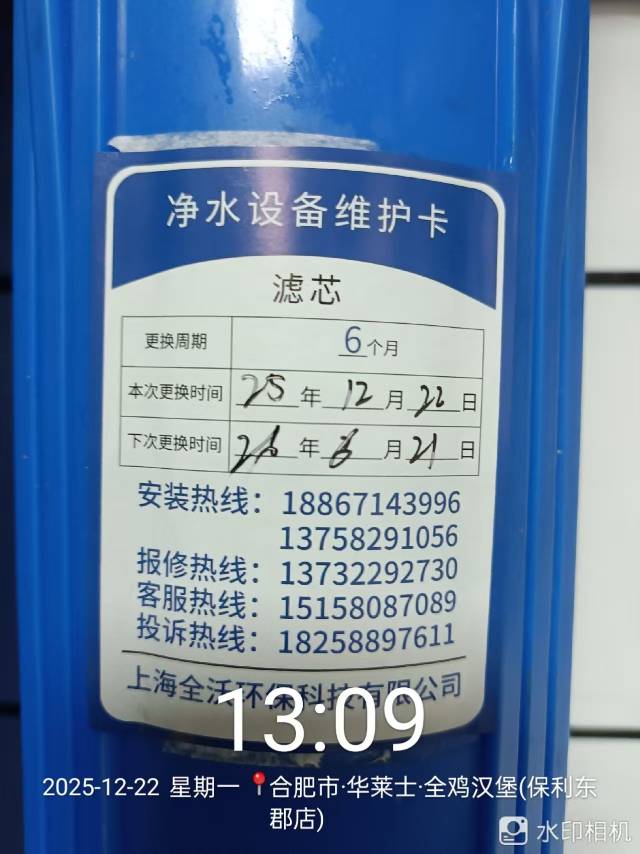 净水设备维护卡
滤芯
更换周期 6个月
本次更换时间 25年12月22日
下次更换时间 26年6月21日
安装热线：18867143996
13758291056
报修热线：13732292730
客服热线：15158087089
投诉热线：18258897611
上海全沃环保科技有限公司
13:09
2025-12-22 星期一 📍合肥市·华莱士·全鸡汉堡(保利东
郡店)
水印相机